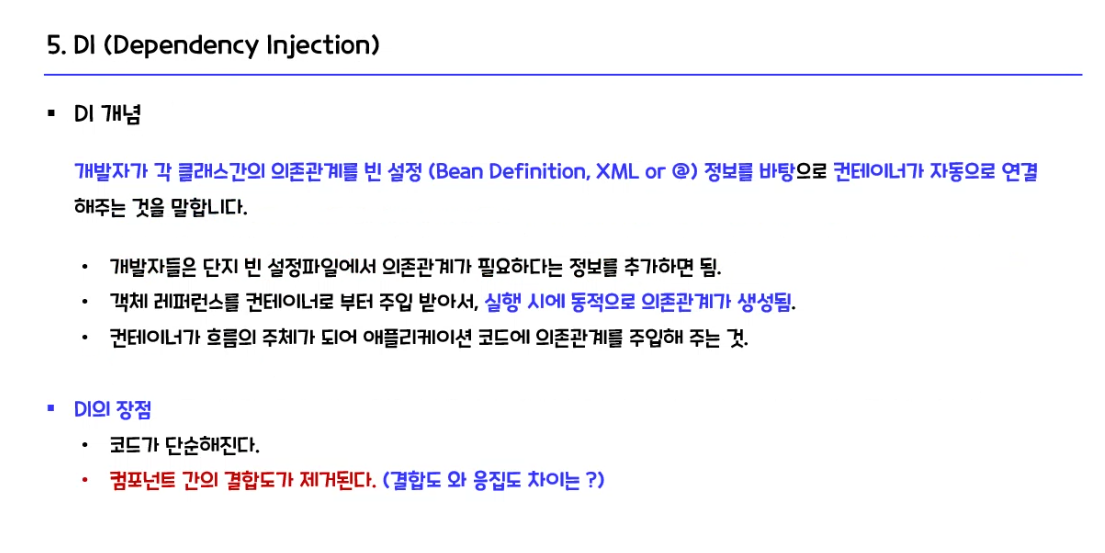 5. DI (Dependency Injection)
▪ DI 개념
개발자가 각 클래스간의 의존관계를 빈 설정 (Bean Definition, XML or @) 정보를 바탕으로 컨테이너가 자동으로 연결
해주는 것을 말합니다.
• 개발자들은 단지 빈 설정파일에서 의존관계가 필요하다는 정보를 추가하면 됨.
• 객체 레퍼런스를 컨테이너로 부터 주입 받아서, 실행 시에 동적으로 의존관계가 생성됨.
• 컨테이너가 흐름의 주체가 되어 애플리케이션 코드에 의존관계를 주입해 주는 것.
▪ DI의 장점
• 코드가 단순해진다.
• 컴포넌트 간의 결합도가 제거된다. (결합도 와 응집도 차이는 ?)